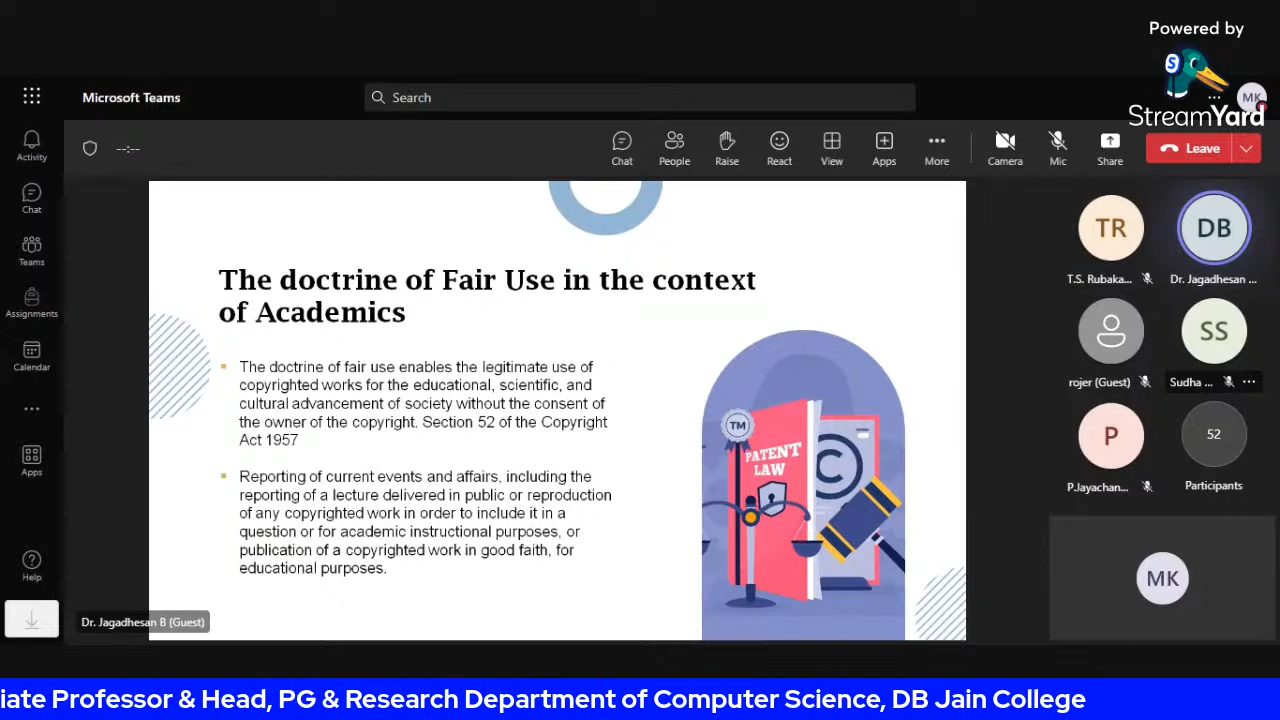 Powered by
StreamYard
Microsoft Teams
Search
MK
Activity
Chat
Teams
Assignments
Calendar
Apps
Help
--:--
Chat
People
Raise
React
View
Apps
More
Camera
Mic
Share
Leave
The doctrine of Fair Use in the context
of Academics
The doctrine of fair use enables the legitimate use of
copyrighted works for the educational, scientific, and
cultural advancement of society without the consent of
the owner of the copyright. Section 52 of the Copyright
Act 1957
Reporting of current events and affairs, including the
reporting of a lecture delivered in public or reproduction
of any copyrighted work in order to include it in a
question or for academic instructional purposes, or
publication of a copyrighted work in good faith, for
educational purposes.
TM
PATENT
LAW
C
TR
T.S. Rubaka...
DB
Dr. Jagadhesan ...
rojer (Guest)
SS
Sudha ...
P
P.Jayachan...
52
Participants
MK
Dr. Jagadhesan B (Guest)
iate Professor & Head, PG & Research Department of Computer Science, DB Jain College